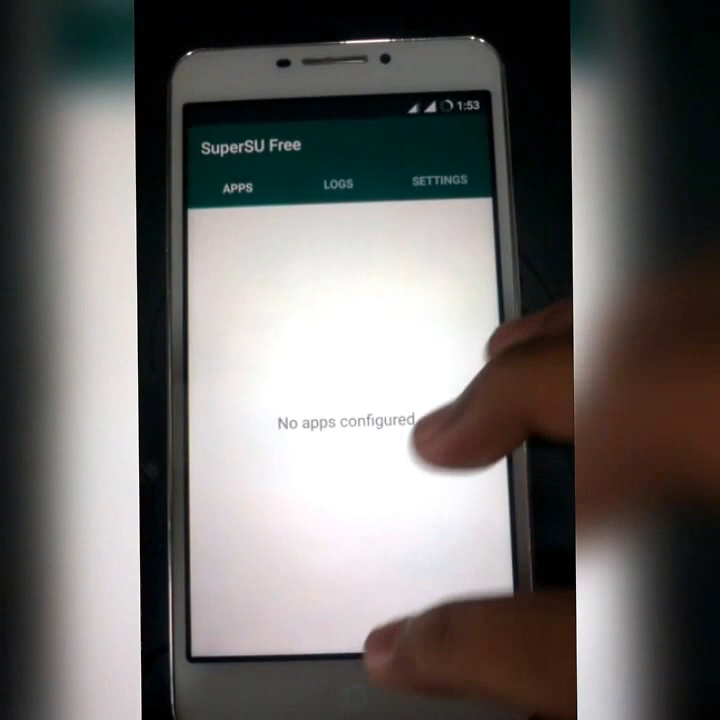 1:53
SuperSU Free
APPS LOGS SETTINGS
No apps configured